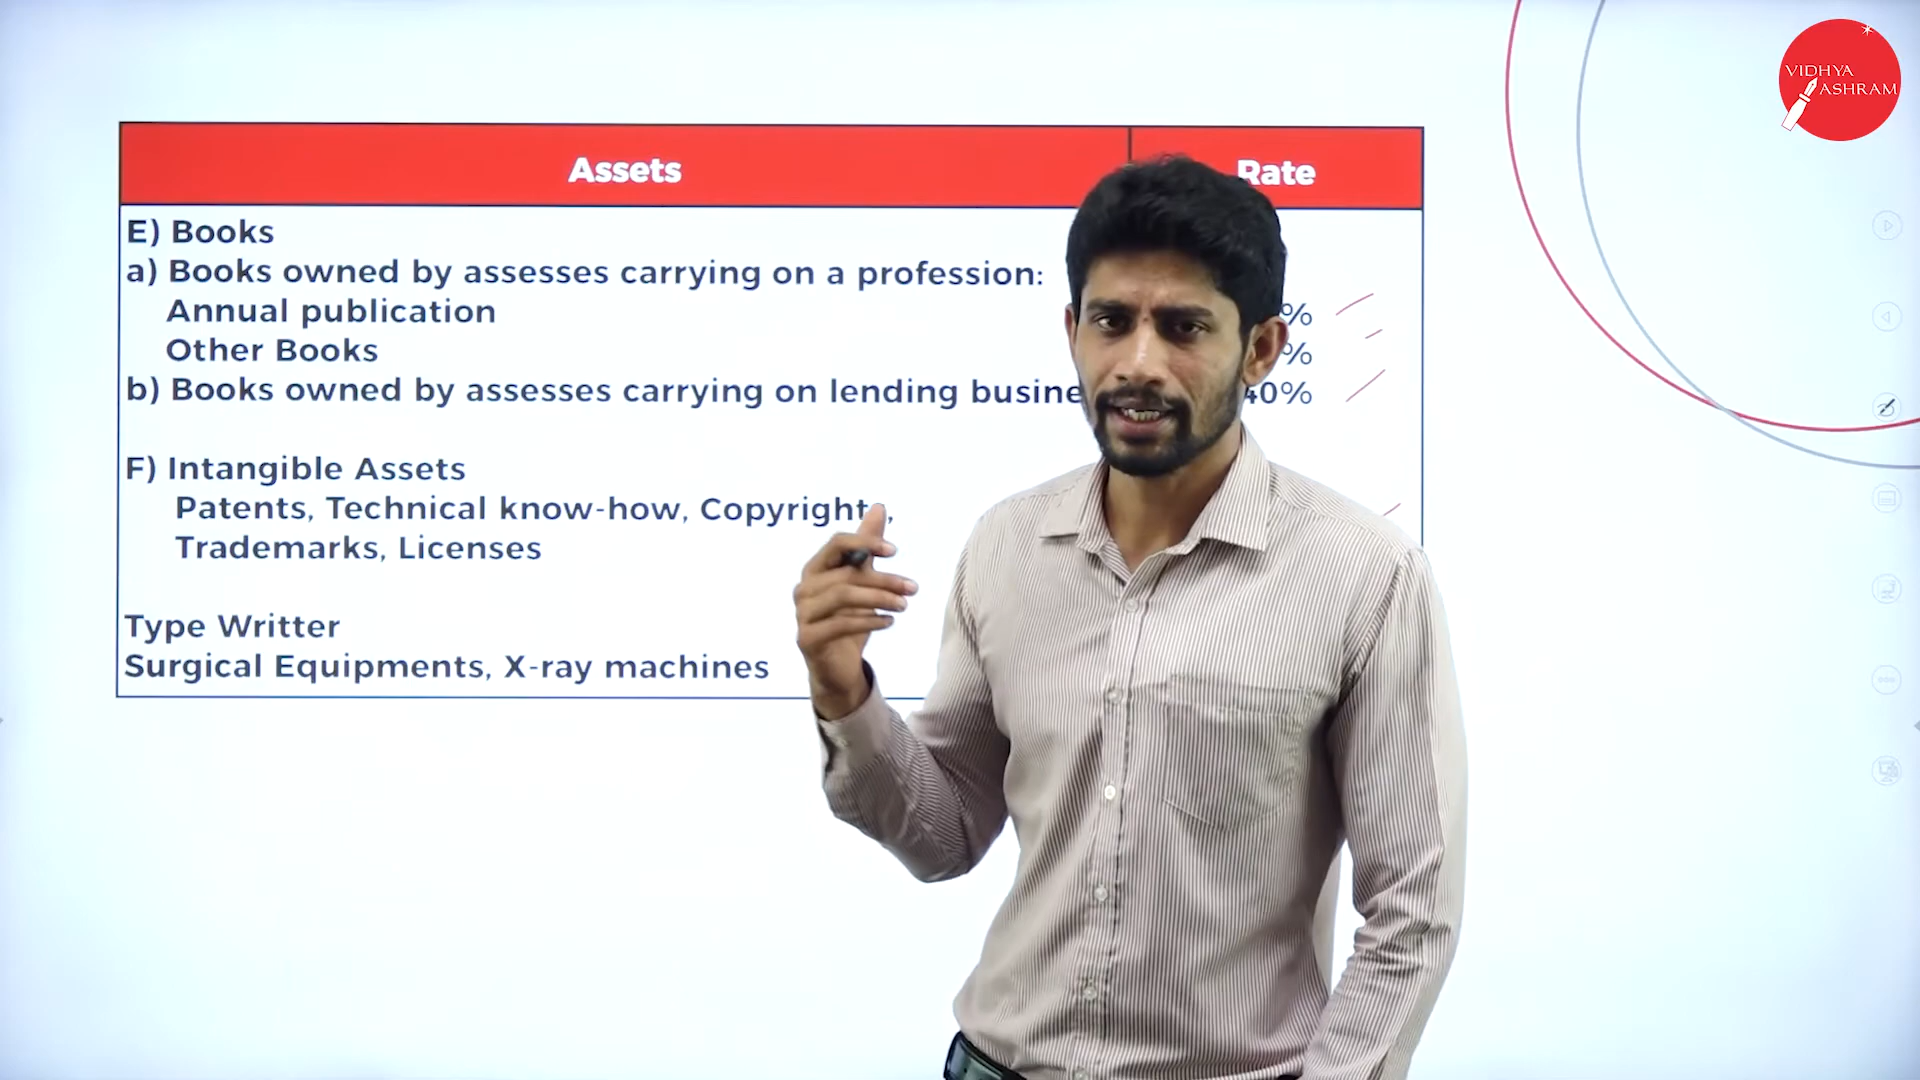 VIDHYA
ASHRAM
Assets Rate
E) Books
a) Books owned by assesses carrying on a profession:
Annual publication %
Other Books %
b) Books owned by assesses carrying on lending busine 40%
F) Intangible Assets
Patents, Technical know-how, Copyright ,
Trademarks, Licenses
Type Writter
Surgical Equipments, X-ray machines